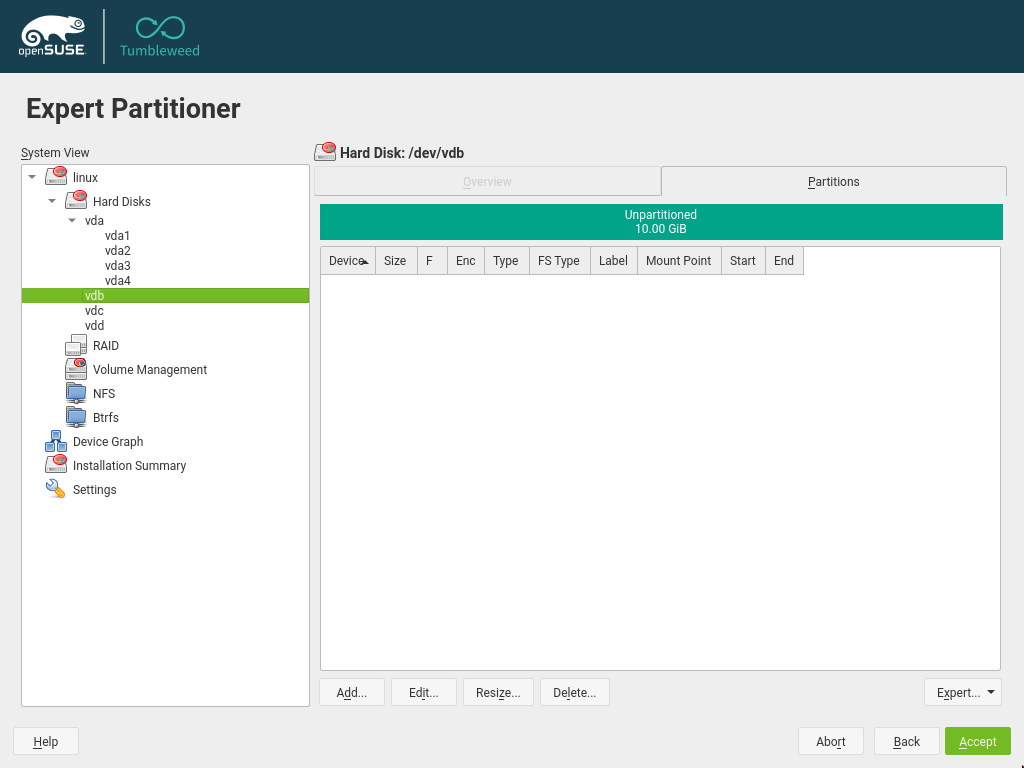 openSUSE
Tumbleweed
Expert Partitioner
System View
linux
Hard Disks
vda
vda1
vda2
vda3
vda4
vdb
vdc
vdd
RAID
Volume Management
NFS
Btrfs
Device Graph
Installation Summary
Settings
Hard Disk: /dev/vdb
Overview
Partitions
Unpartitioned
10.00 GiB
Device Size F Enc Type FS Type Label Mount Point Start End
Add... Edit... Resize... Delete... Expert...
Help Abort Back Accept